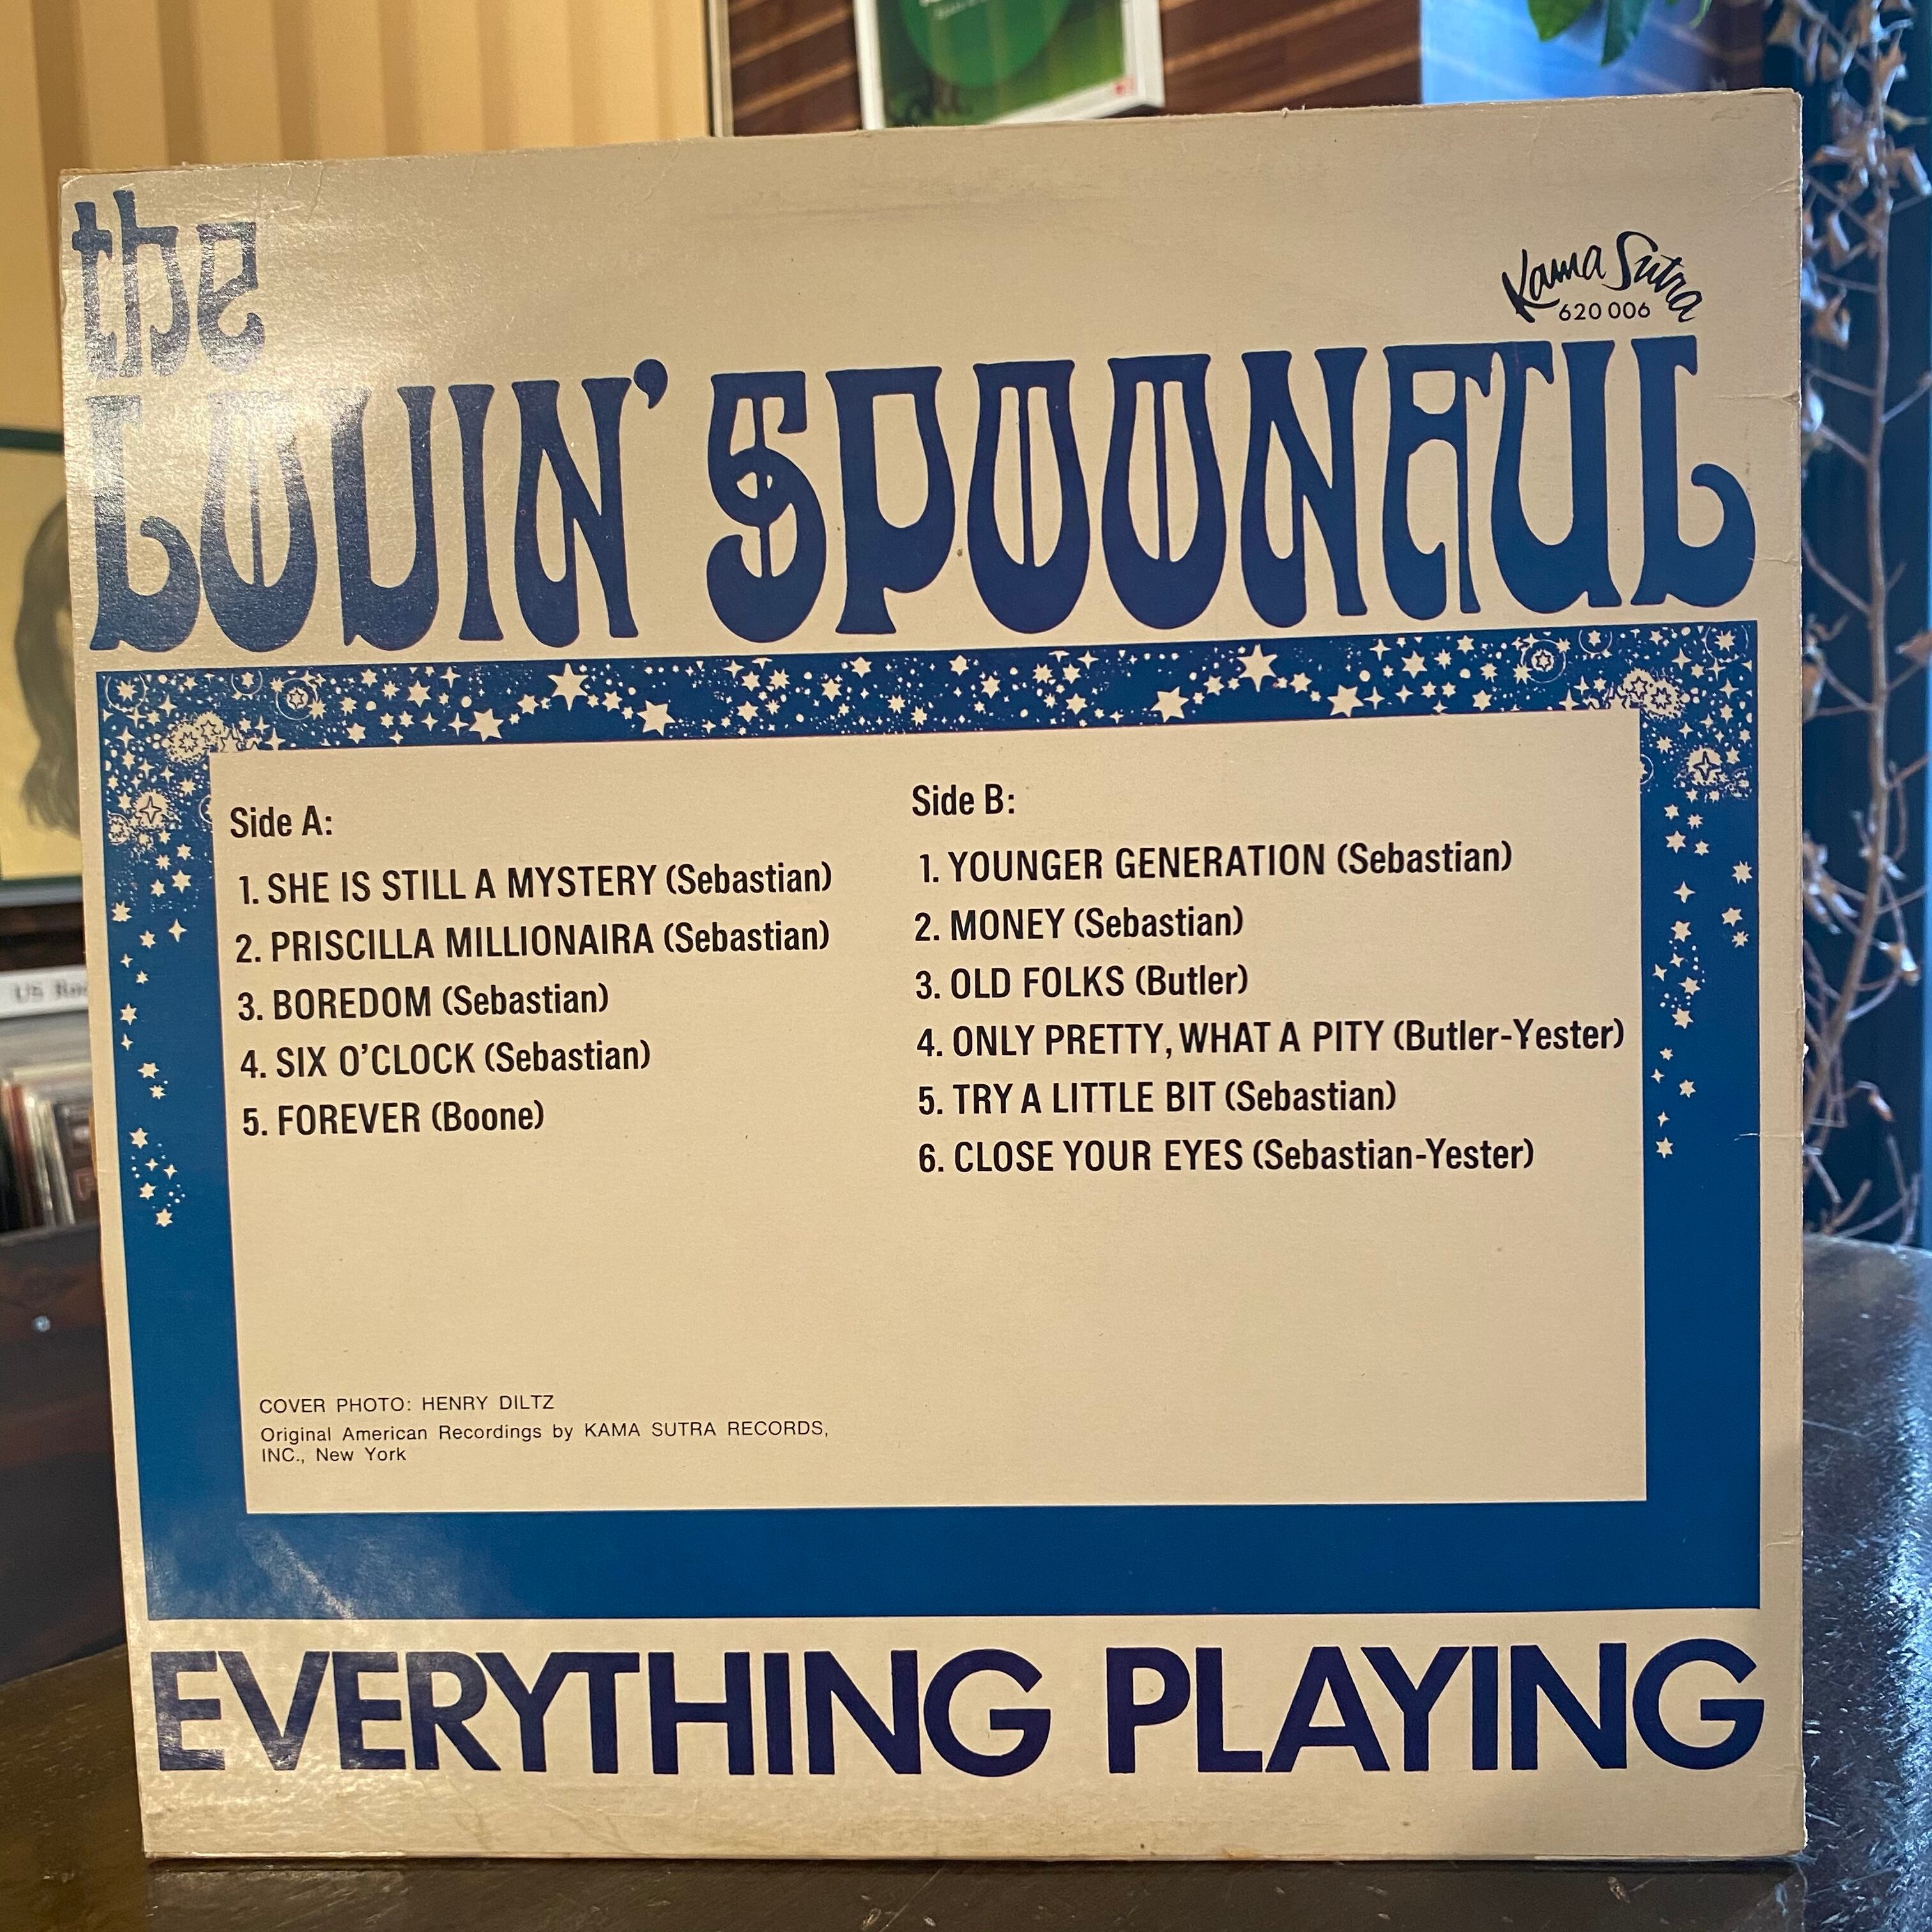 the
Kama Sutra
620 006
LOVIN' SPOONFUL
Side A:
1. SHE IS STILL A MYSTERY (Sebastian)
2. PRISCILLA MILLIONAIRA (Sebastian)
3. BOREDOM (Sebastian)
4. SIX O'CLOCK (Sebastian)
5. FOREVER (Boone)
Side B:
1. YOUNGER GENERATION (Sebastian)
2. MONEY (Sebastian)
3. OLD FOLKS (Butler)
4. ONLY PRETTY, WHAT A PITY (Butler-Yester)
5. TRY A LITTLE BIT (Sebastian)
6. CLOSE YOUR EYES (Sebastian-Yester)
COVER PHOTO: HENRY DILTZ
Original American Recordings by KAMA SUTRA RECORDS,
INC., New York
EVERYTHING PLAYING
US